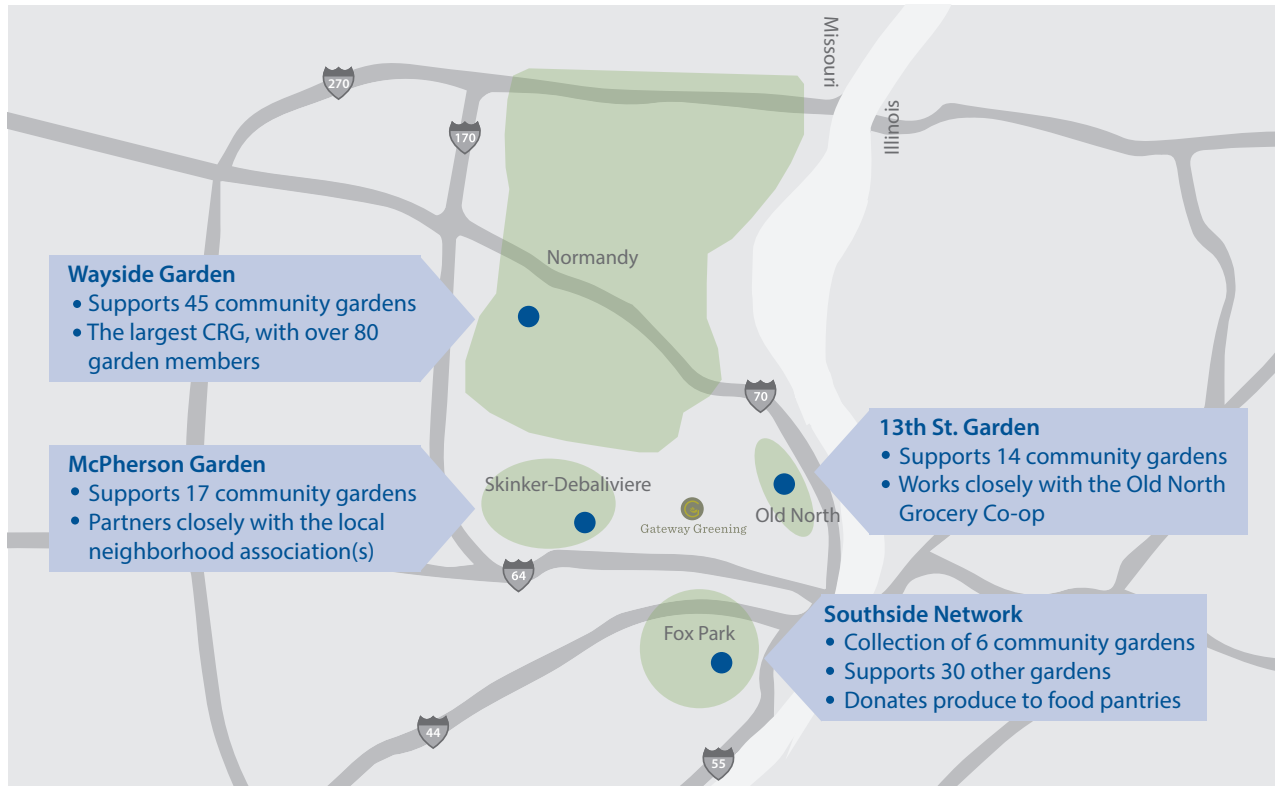 Missouri
Illinois
270
170
Normandy
Wayside Garden
• Supports 45 community gardens
• The largest CRG, with over 80
garden members
70
13th St. Garden
• Supports 14 community gardens
• Works closely with the Old North
Grocery Co-op
McPherson Garden
• Supports 17 community gardens
• Partners closely with the local
neighborhood association(s)
Skinker-Debaliviere
Gateway Greening
Old North
64
Fox Park
Southside Network
• Collection of 6 community gardens
• Supports 30 other gardens
• Donates produce to food pantries
44
55